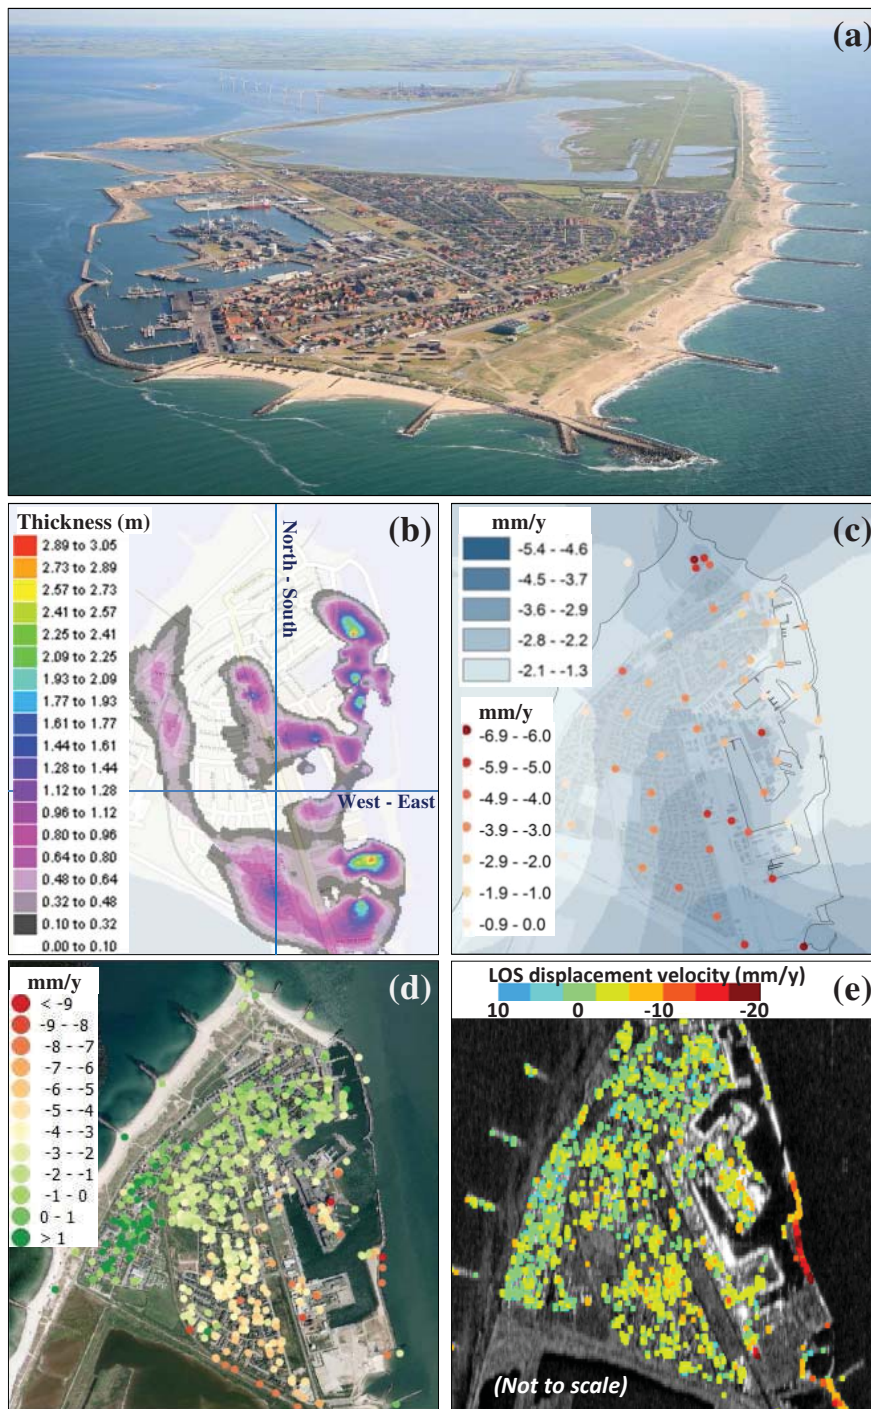 (a)
Thickness (m)
2.89 to 3.05
2.73 to 2.89
2.57 to 2.73
2.41 to 2.57
2.25 to 2.41
2.09 to 2.25
1.93 to 2.09
1.77 to 1.93
1.61 to 1.77
1.44 to 1.61
1.28 to 1.44
1.12 to 1.28
0.96 to 1.12
0.80 to 0.96
0.64 to 0.80
0.48 to 0.64
0.32 to 0.48
0.10 to 0.32
0.00 to 0.10
North - South
West - East
(b)
mm/y
-5.4 - -4.6
-4.5 - -3.7
-3.6 - -2.9
-2.8 - -2.2
-2.1 - -1.3
mm/y
-6.9 - -6.0
-5.9 - -5.0
-4.9 - -4.0
-3.9 - -3.0
-2.9 - -2.0
-1.9 - -1.0
-0.9 - 0.0
(c)
mm/y
< -9
-9 - -8
-8 - -7
-7 - -6
-6 - -5
-5 - -4
-4 - -3
-3 - -2
-2 - -1
-1 - 0
0 - 1
> 1
(d)
LOS displacement velocity (mm/y)
10 0 -10 -20
(e)
(Not to scale)